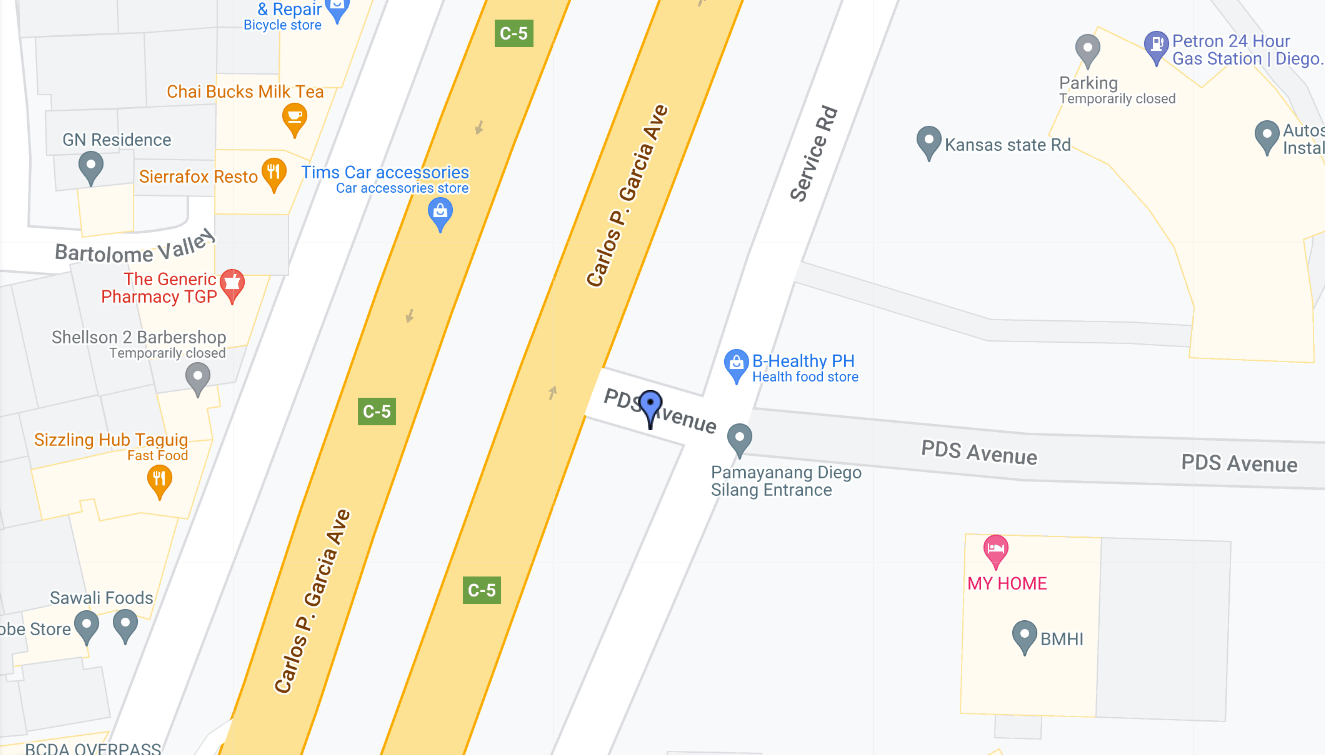 & Repair
Bicycle store
C-5
Petron 24 Hour
Gas Station | Diego.
Parking
Temporarily closed
Chai Bucks Milk Tea
GN Residence
Kansas state Rd
Autos
Instal
Sierrafox Resto
Tims Car accessories
Car accessories store
Carlos P. Garcia Ave
Service Rd
Bartolome Valley
The Generic
Pharmacy TGP
Shellson 2 Barbershop
Temporarily closed
B-Healthy PH
Health food store
C-5
PDS Avenue
PDS Avenue
PDS Avenue
Sizzling Hub Taguig
Fast Food
Pamayanang Diego
Silang Entrance
Carlos P. Garcia Ave
C-5
MY HOME
Sawali Foods
obe Store
BMHI
BCDA OVERPASS